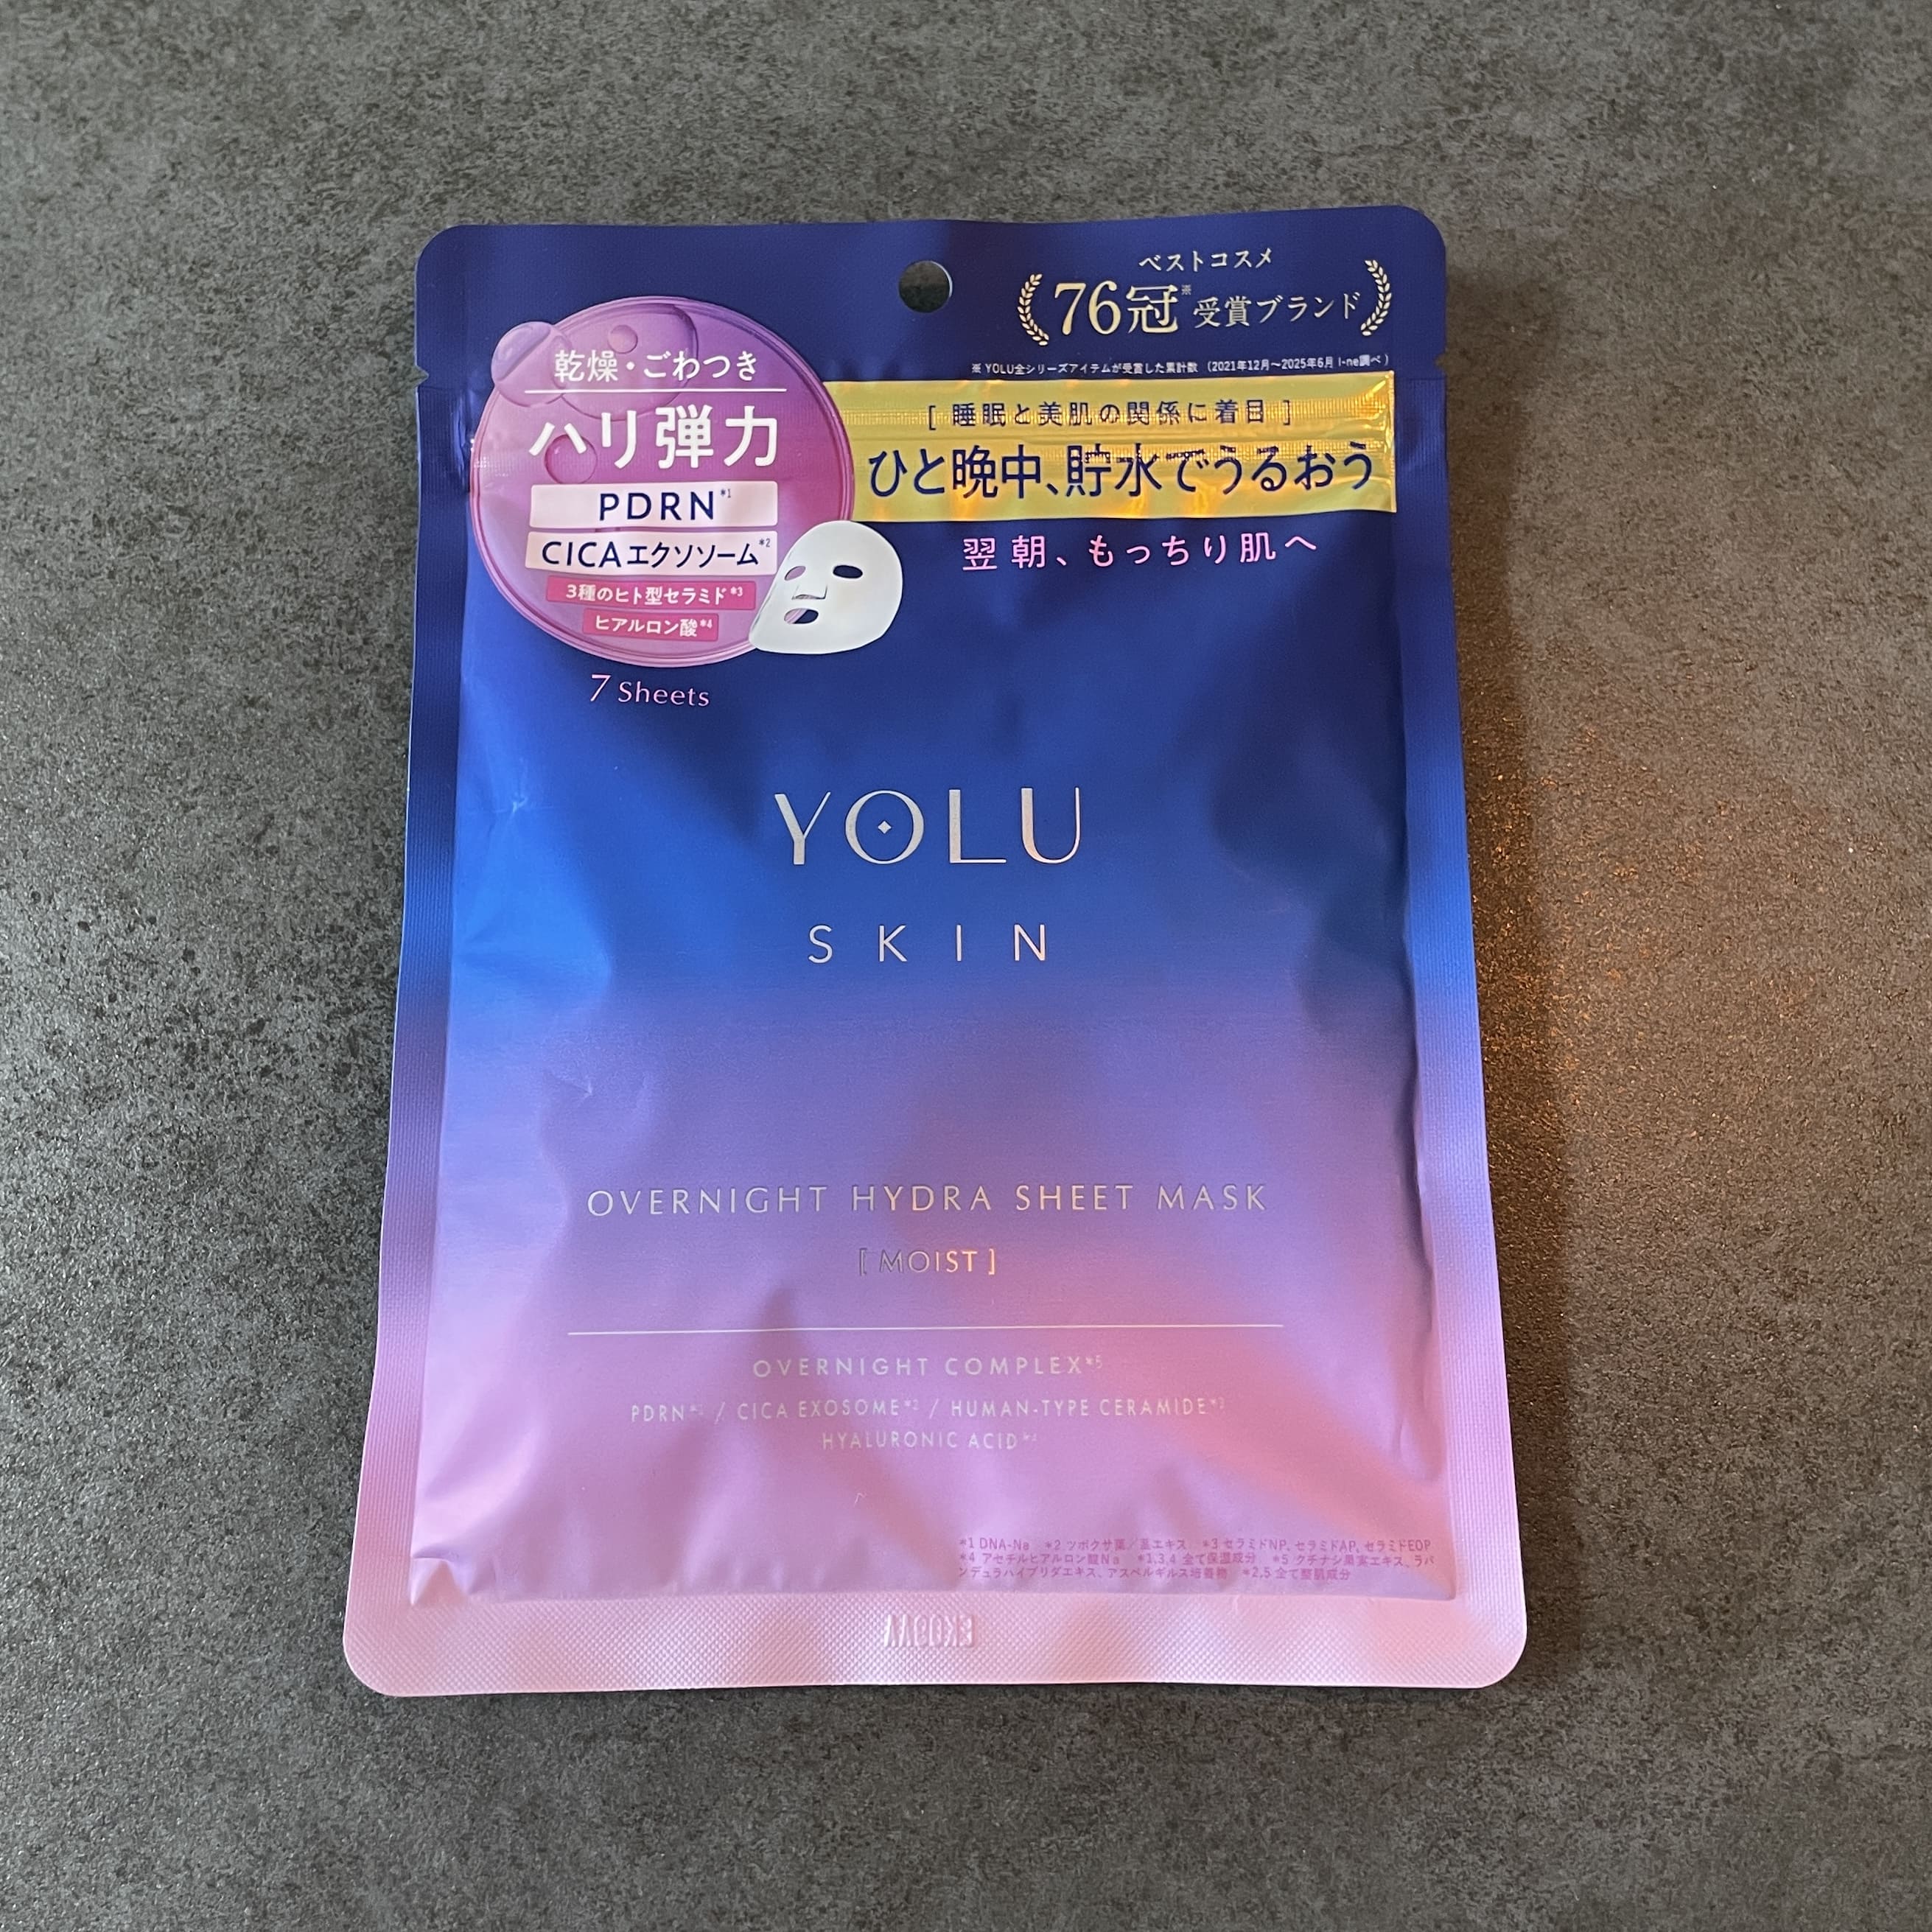 ベストコスメ
76冠※受賞ブランド
※ YOLU全シリーズアイテムが受賞した累計数 (2021年12月〜2025年6月 I-ne調べ)
乾燥・ごわつき
ハリ弾力
PDRN*1
CICAエクソソーム*2
3種のヒト型セラミド*3
ヒアルロン酸*4
7 Sheets
[ 睡眠と美肌の関係に着目 ]
ひと晩中、貯水でうるおう
翌朝、もっちり肌へ
YOLU
SKIN
OVERNIGHT HYDRA SHEET MASK
[ MOIST ]
OVERNIGHT COMPLEX*5
PDRN*1 / CICA EXOSOME*2 / HUMAN-TYPE CERAMIDE*3
HYALURONIC ACID*4
*1 DNA-Na *2 ツボクサ葉/茎エキス *3 セラミドNP、セラミドAP、セラミドEOP
*4 アセチルヒアルロン酸Na *1,3,4 全て保湿成分 *5 クチナシ果実エキス、ラバ
ンデュラハイブリダエキス、アスペルギルス培養物 *2,5 全て整肌成分